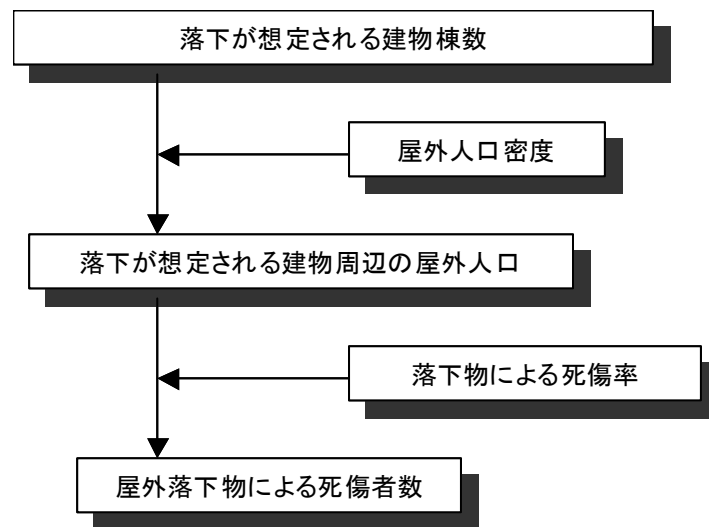 落下が想定される建物棟数
屋外人口密度
落下が想定される建物周辺の屋外人口
落下物による死傷率
屋外落下物による死傷者数